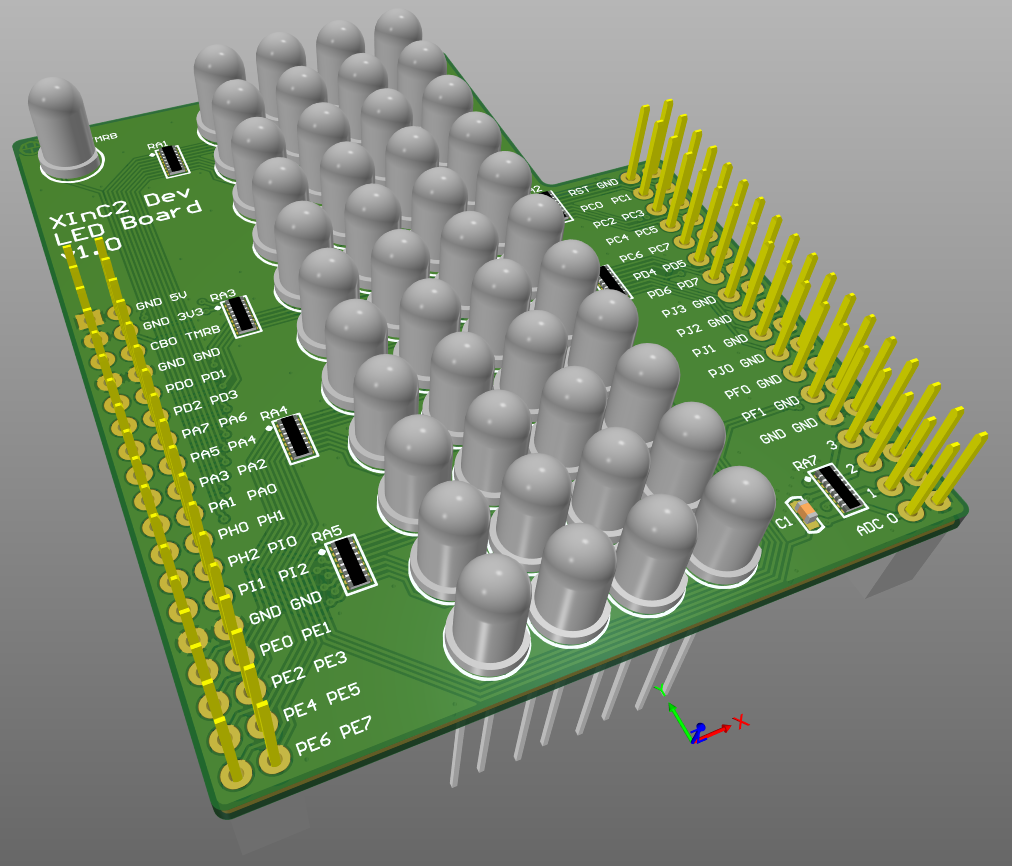 TMRB
RA1
XInC2 Dev
LED Board
v1.0
GND 5V
RA3
GND 3V3
CBO TMRB
GND GND
PD0 PD1
PD2 PD3
PA7 PA6
RA4
PA5 PA4
PA3 PA2
PA1 PA0
PH0 PH1
RA5
PH2 PI0
PI1 PI2
GND GND
PE0 PE1
PE2 PE3
PE4 PE5
PE6 PE7
RST GND
PC0 PC1
PC2 PC3
PC4 PC5
PC6 PC7
PD4 PD5
PD6 PD7
PJ3 GND
PJ2 GND
PJ1 GND
PJ0 GND
PF0 GND
PF1 GND
GND GND
RA7 3
2
1
C1
ADC 0
Y
X